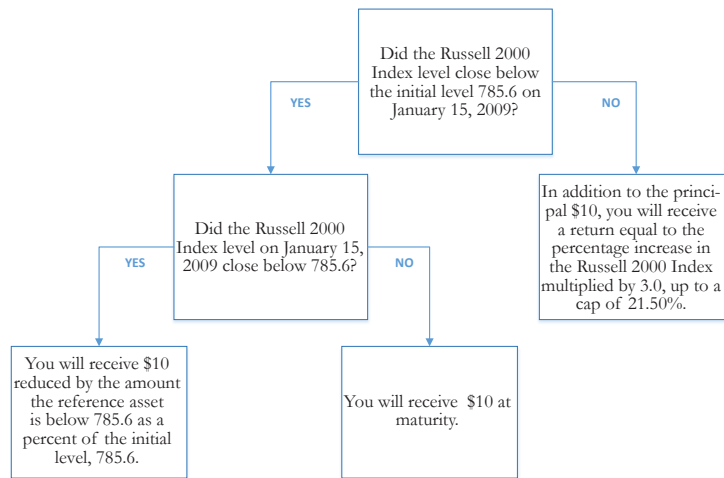 Did the Russell 2000
Index level close below
the initial level 785.6 on
January 15, 2009?
YES
NO
Did the Russell 2000
Index level on January 15,
2009 close below 785.6?
In addition to the princi-
pal $10, you will receive
a return equal to the
percentage increase in
the Russell 2000 Index
multiplied by 3.0, up to a
cap of 21.50%.
YES
NO
You will receive $10
reduced by the amount
the reference asset
is below 785.6 as a
percent of the initial
level, 785.6.
You will receive $10 at
maturity.